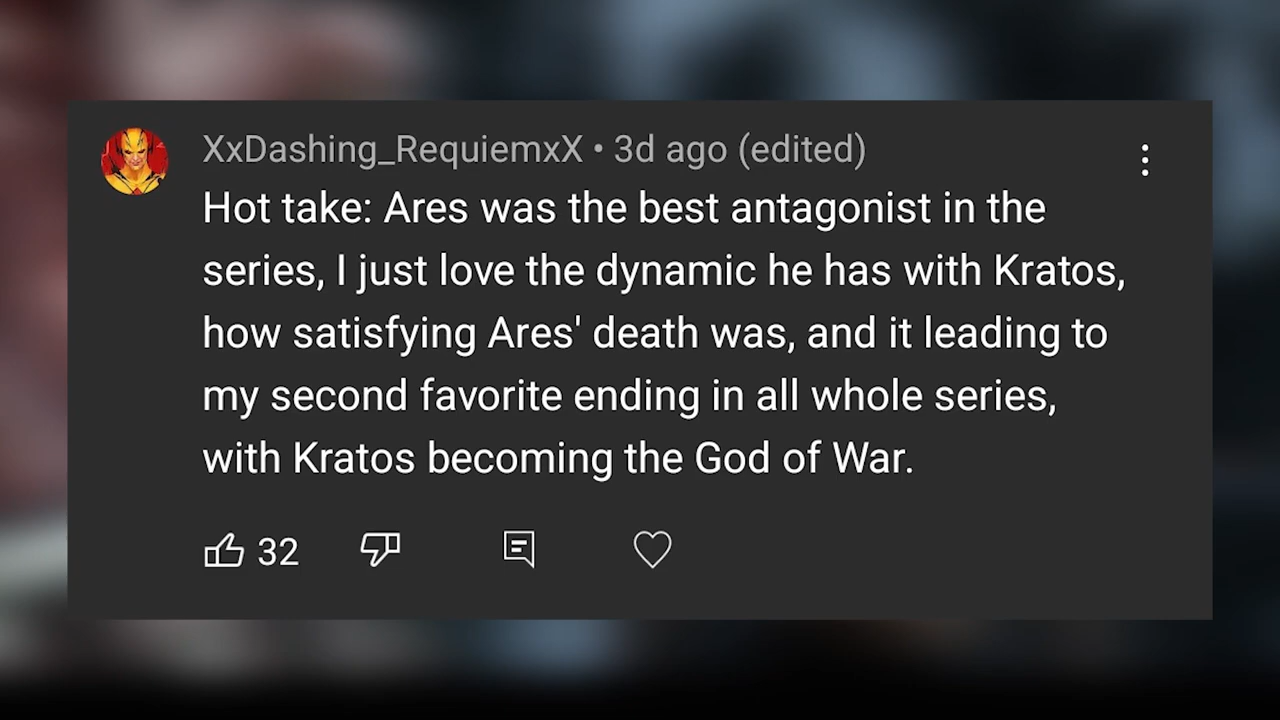 XxDashing_RequiemxX • 3d ago (edited)
Hot take: Ares was the best antagonist in the
series, I just love the dynamic he has with Kratos,
how satisfying Ares' death was, and it leading to
my second favorite ending in all whole series,
with Kratos becoming the God of War.
32